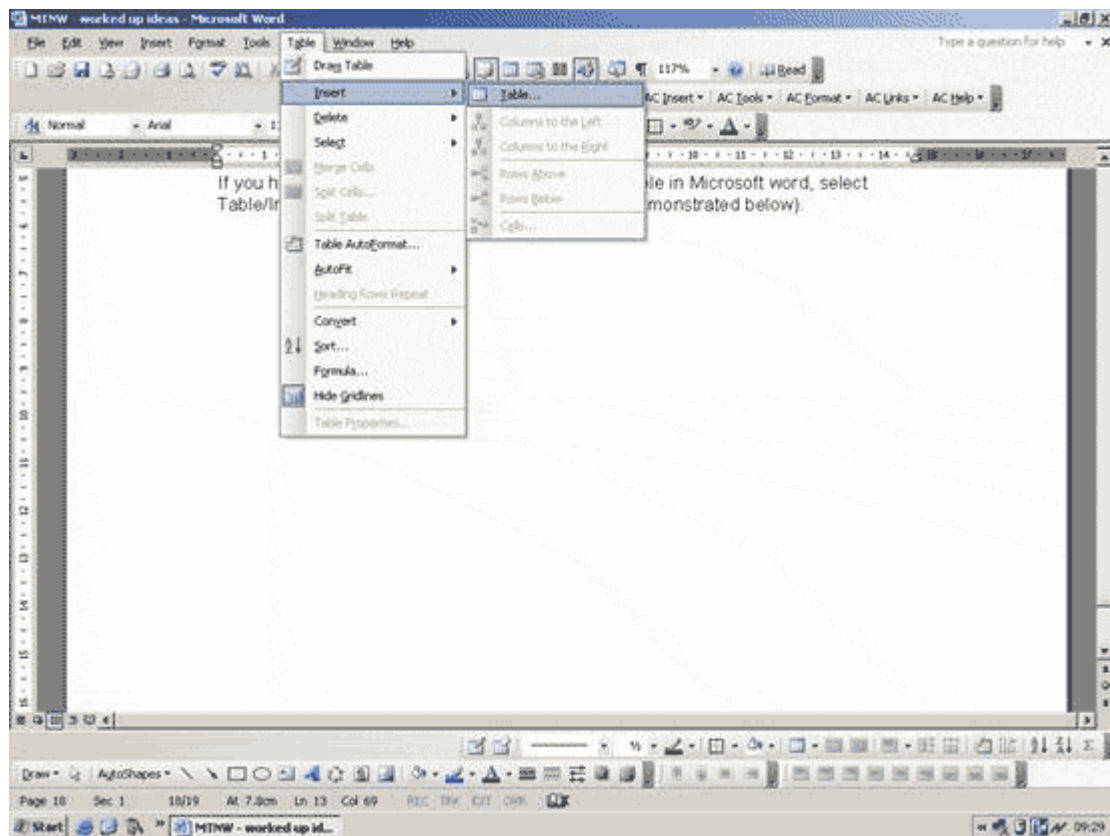 MTNW - worked up ideas - Microsoft Word
File Edit View Insert Format Tools Table Window Help Type a question for help
117% Read
AC Insert AC Tools AC Format AC Links AC Help
Normal Arial
If you h
le in Microsoft word, select
Table/In
monstrated below).
Draw Table
Insert
Delete
Select
Merge Cells
Split Cells...
Split Table
Table AutoFormat...
AutoFit
Heading Rows Repeat
Convert
Sort...
Formula...
Hide Gridlines
Table Properties...
Table...
Columns to the Left
Columns to the Right
Rows Above
Rows Below
Cells...
Draw AutoShapes
Page 18 Sec 1 18/19 At 7.8cm Ln 13 Col 69 REC TRK EXT OVR
Start MTNW - worked up id... 09:29